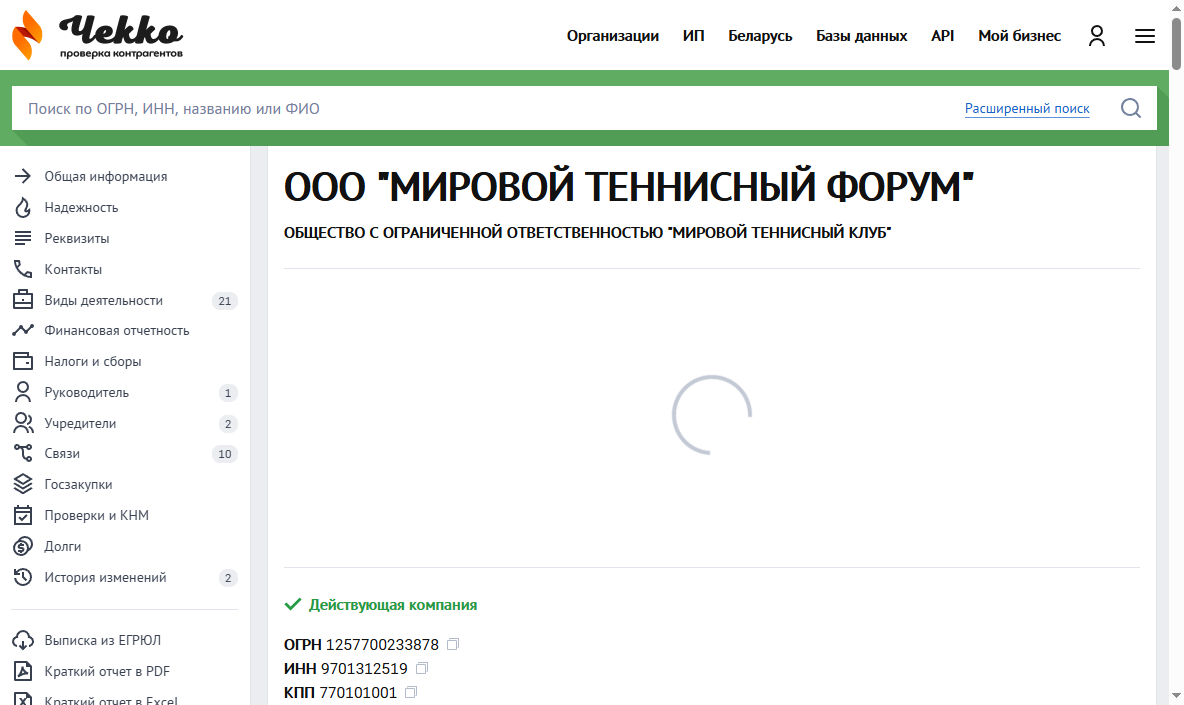 Чекко
проверка контрагентов
Организации ИП Беларусь Базы данных API Мой бизнес
Поиск по ОГРН, ИНН, названию или ФИО Расширенный поиск
Общая информация
Надежность
Реквизиты
Контакты
Виды деятельности 21
Финансовая отчетность
Налоги и сборы
Руководитель 1
Учредители 2
Связи 10
Госзакупки
Проверки и КНМ
Долги
История изменений 2
Выписка из ЕГРЮЛ
Краткий отчет в PDF
Краткий отчет в Excel
ООО "МИРОВОЙ ТЕННИСНЫЙ ФОРУМ"
ОБЩЕСТВО С ОГРАНИЧЕННОЙ ОТВЕТСТВЕННОСТЬЮ "МИРОВОЙ ТЕННИСНЫЙ КЛУБ"
Действующая компания
ОГРН 1257700233878
ИНН 9701312519
КПП 770101001